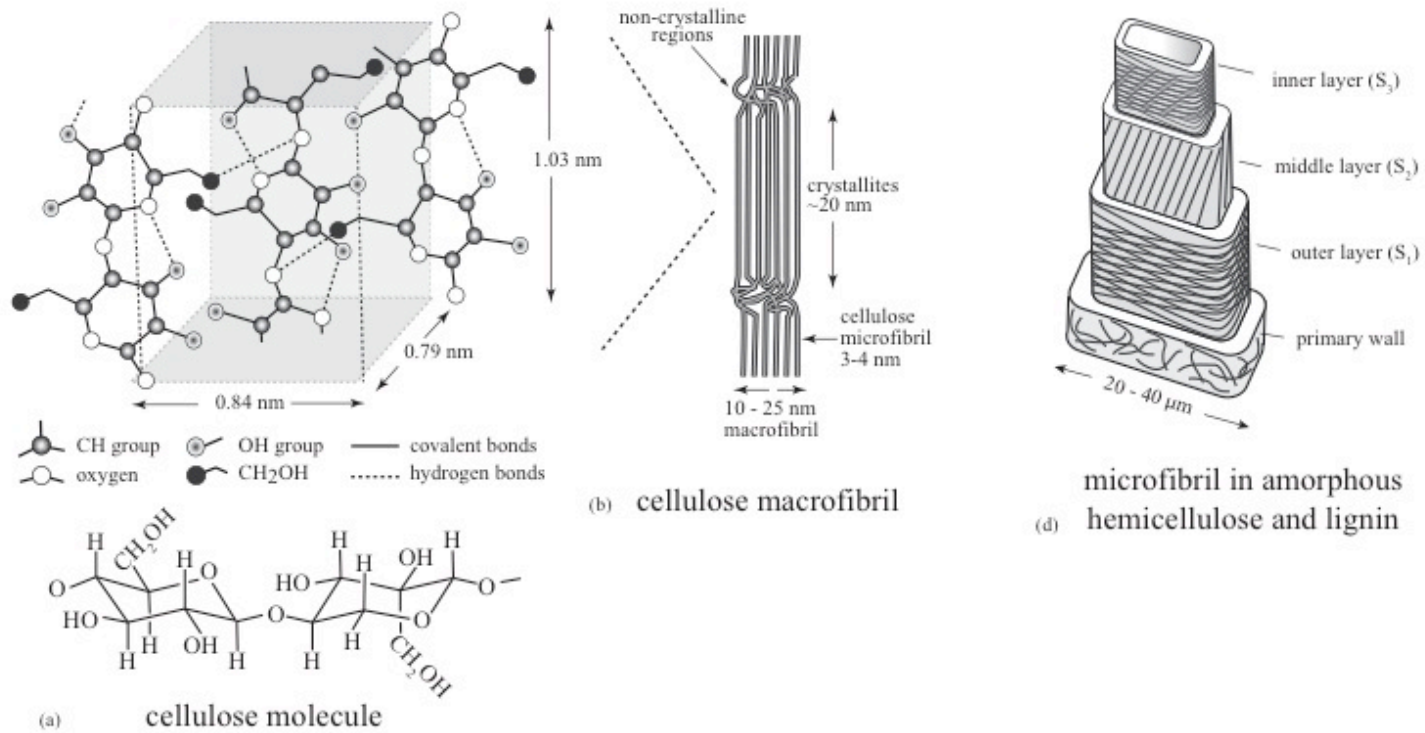 1.03 nm
0.79 nm
0.84 nm
CH group
OH group
covalent bonds
oxygen
CH2OH
hydrogen bonds
H
CH2OH
H
O
HO
H
H
OH
O
H
O
HO
H
H
OH
H
O
O
H
H
CH2OH
(a) cellulose molecule
non-crystalline
regions
crystallites
~20 nm
cellulose
microfibril
3-4 nm
10 - 25 nm
macrofibril
(b) cellulose macrofibril
inner layer (S3)
middle layer (S2)
outer layer (S1)
primary wall
20 - 40 μm
microfibril in amorphous
(d) hemicellulose and lignin